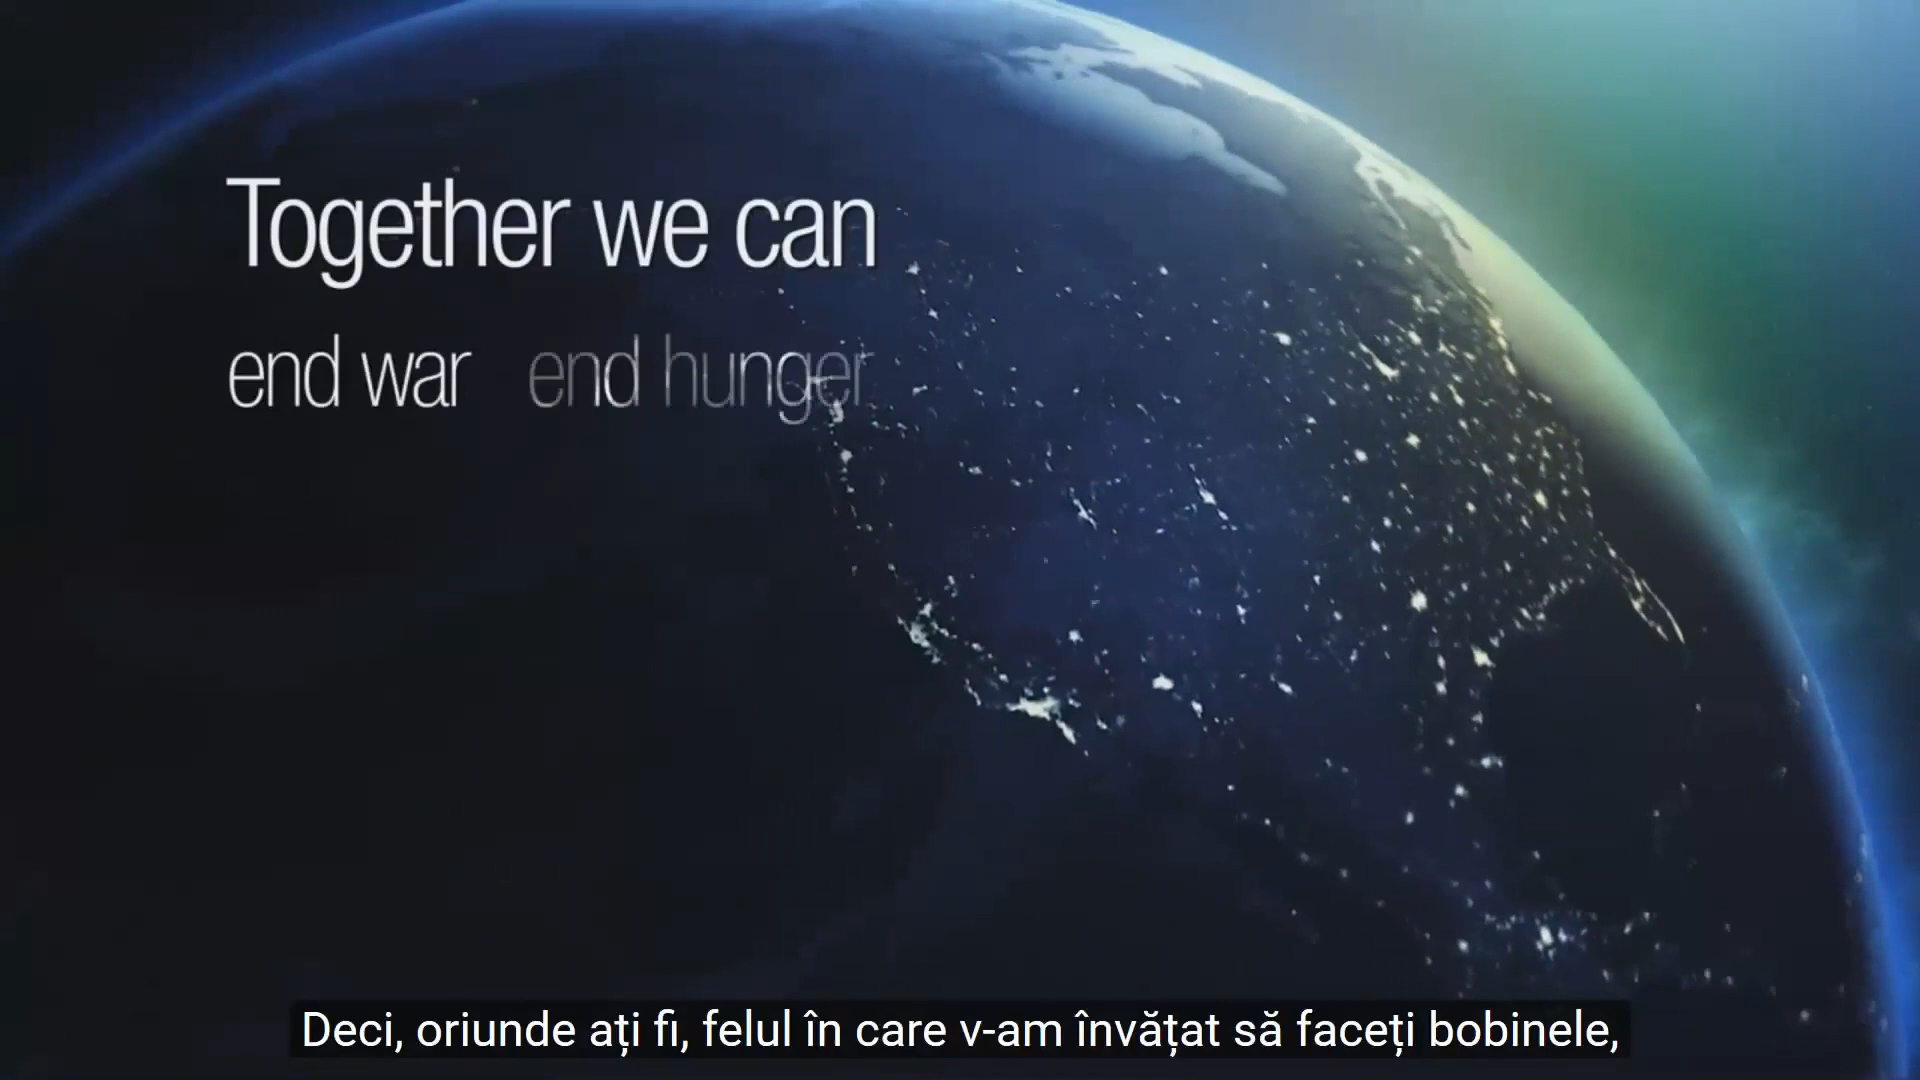 Together we can
end war end hunger
Deci, oriunde ați fi, felul în care v-am învățat să faceți bobinele,